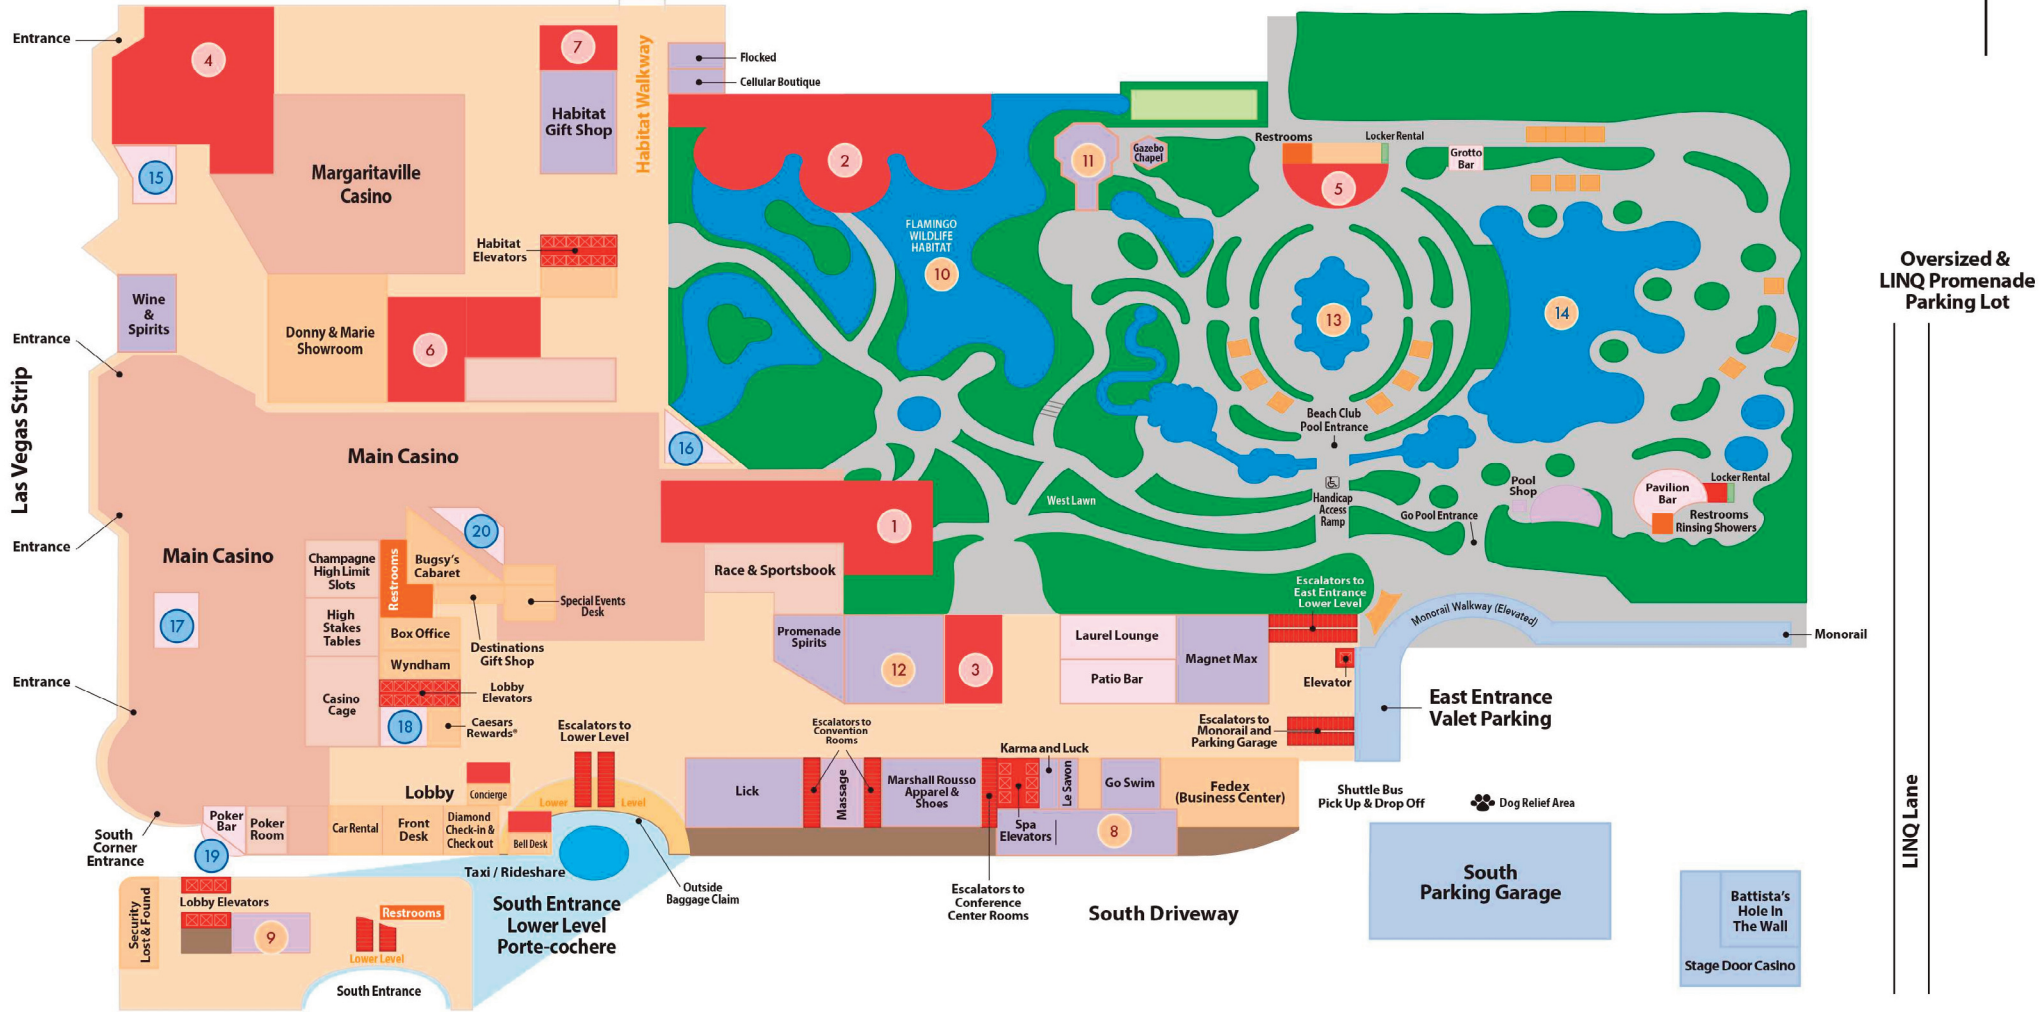 Entrance
4
7
Habitat
Gift Shop
Habitat Walkway
Flocked
Cellular Boutique
15
Margaritaville
Casino
2
FLAMINGO
WILDLIFE
HABITAT
10
11
Gazebo
Chapel
Restrooms
Locker Rental
5
Grotto
Bar
Habitat
Elevators
Wine
&
Spirits
Entrance
Donny & Marie
Showroom
6
13
14
Oversized &
LINQ Promenade
Parking Lot
Las Vegas Strip
Main Casino
16
Beach Club
Pool Entrance
Handicap
Access
Ramp
West Lawn
Go Pool Entrance
Pool
Shop
Pavilion
Bar
Locker Rental
Restrooms
Rinsing Showers
Entrance
Main Casino
Champagne
High Limit
Slots
Restrooms
Bugsy's
Cabaret
20
1
Race & Sportsbook
17
High
Stakes
Tables
Box Office
Special Events
Desk
Destinations
Gift Shop
Wyndham
Casino
Cage
Lobby
Elevators
18
Caesars
Rewards®
Entrance
Promenade
Spirits
12
3
Laurel Lounge
Patio Bar
Magnet Max
Escalators to
East Entrance
Lower Level
Monorail Walkway (Elevated)
Monorail
Elevator
East Entrance
Valet Parking
Escalators to
Monorail and
Parking Garage
Escalators to
Lower Level
Escalators to
Convention
Rooms
Karma and Luck
Lobby
Concierge
Lower Level
Lick
Massage
Marshall Rousso
Apparel &
Shoes
Le Savon
Go Swim
Fedex
(Business Center)
Shuttle Bus
Pick Up & Drop Off
Dog Relief Area
South
Corner
Entrance
Poker
Bar
Poker
Room
19
Car Rental
Front
Desk
Diamond
Check-in &
Check out
Bell Desk
Spa
Elevators
8
Taxi / Rideshare
Outside
Baggage Claim
Escalators to
Conference
Center Rooms
South Driveway
South
Parking Garage
Battista's
Hole In
The Wall
Stage Door Casino
LINQ Lane
Security
Lost & Found
Lobby Elevators
9
Restrooms
Lower Level
South Entrance
South Entrance
Lower Level
Porte-cochere